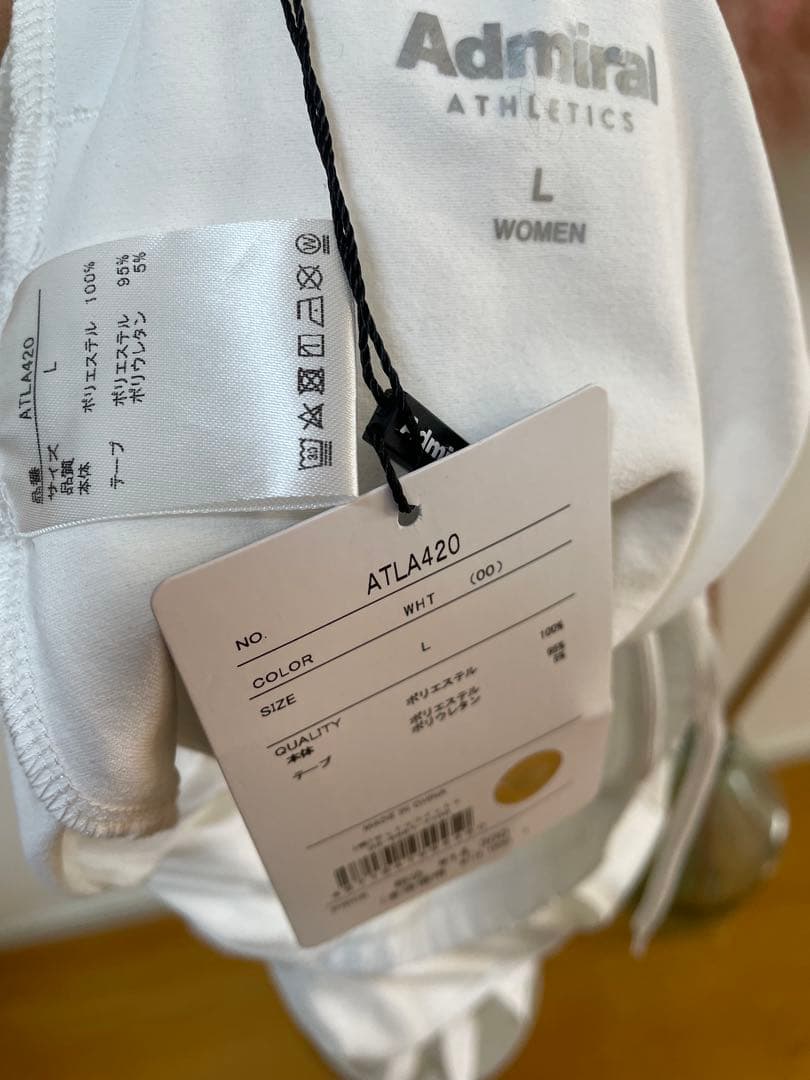 Admiral
ATHLETICS
L
WOMEN
品番 ATLA420
サイズ L
品質
本体 ポリエステル 100%
テープ ポリエステル 95%
ポリウレタン 5%
30
Admi
NO. ATLA420
COLOR WHT (00)
SIZE L
QUALITY
本体 ポリエステル 100%
テープ ポリエステル 95%
ポリウレタン 5%
MADE IN CHINA